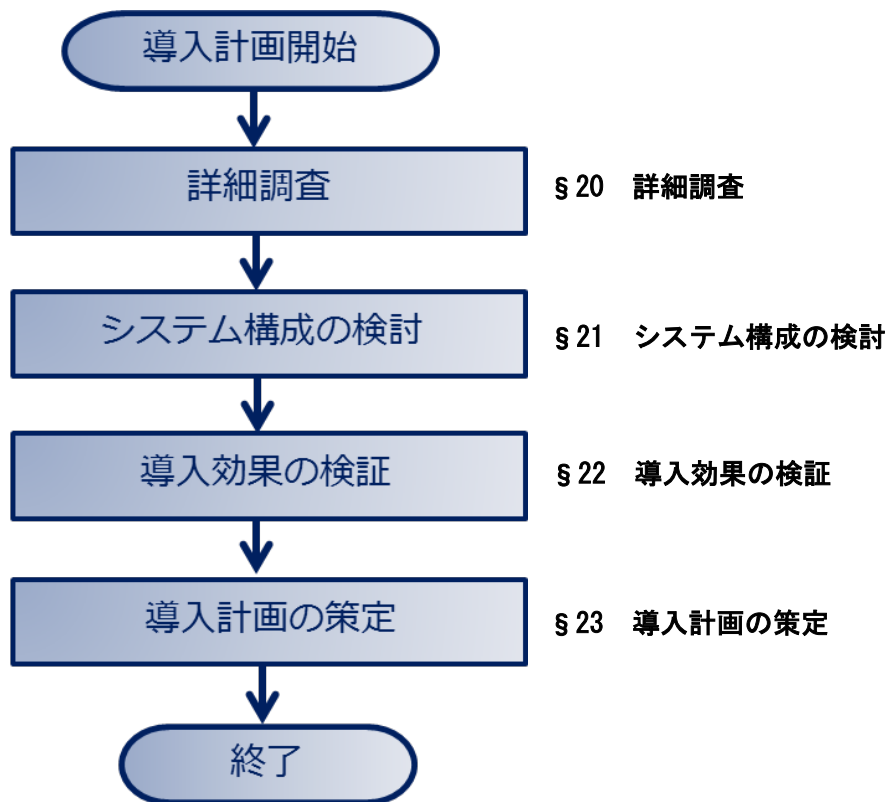 導入計画開始
詳細調査
§20 詳細調査
システム構成の検討
§21 システム構成の検討
導入効果の検証
§22 導入効果の検証
導入計画の策定
§23 導入計画の策定
終了